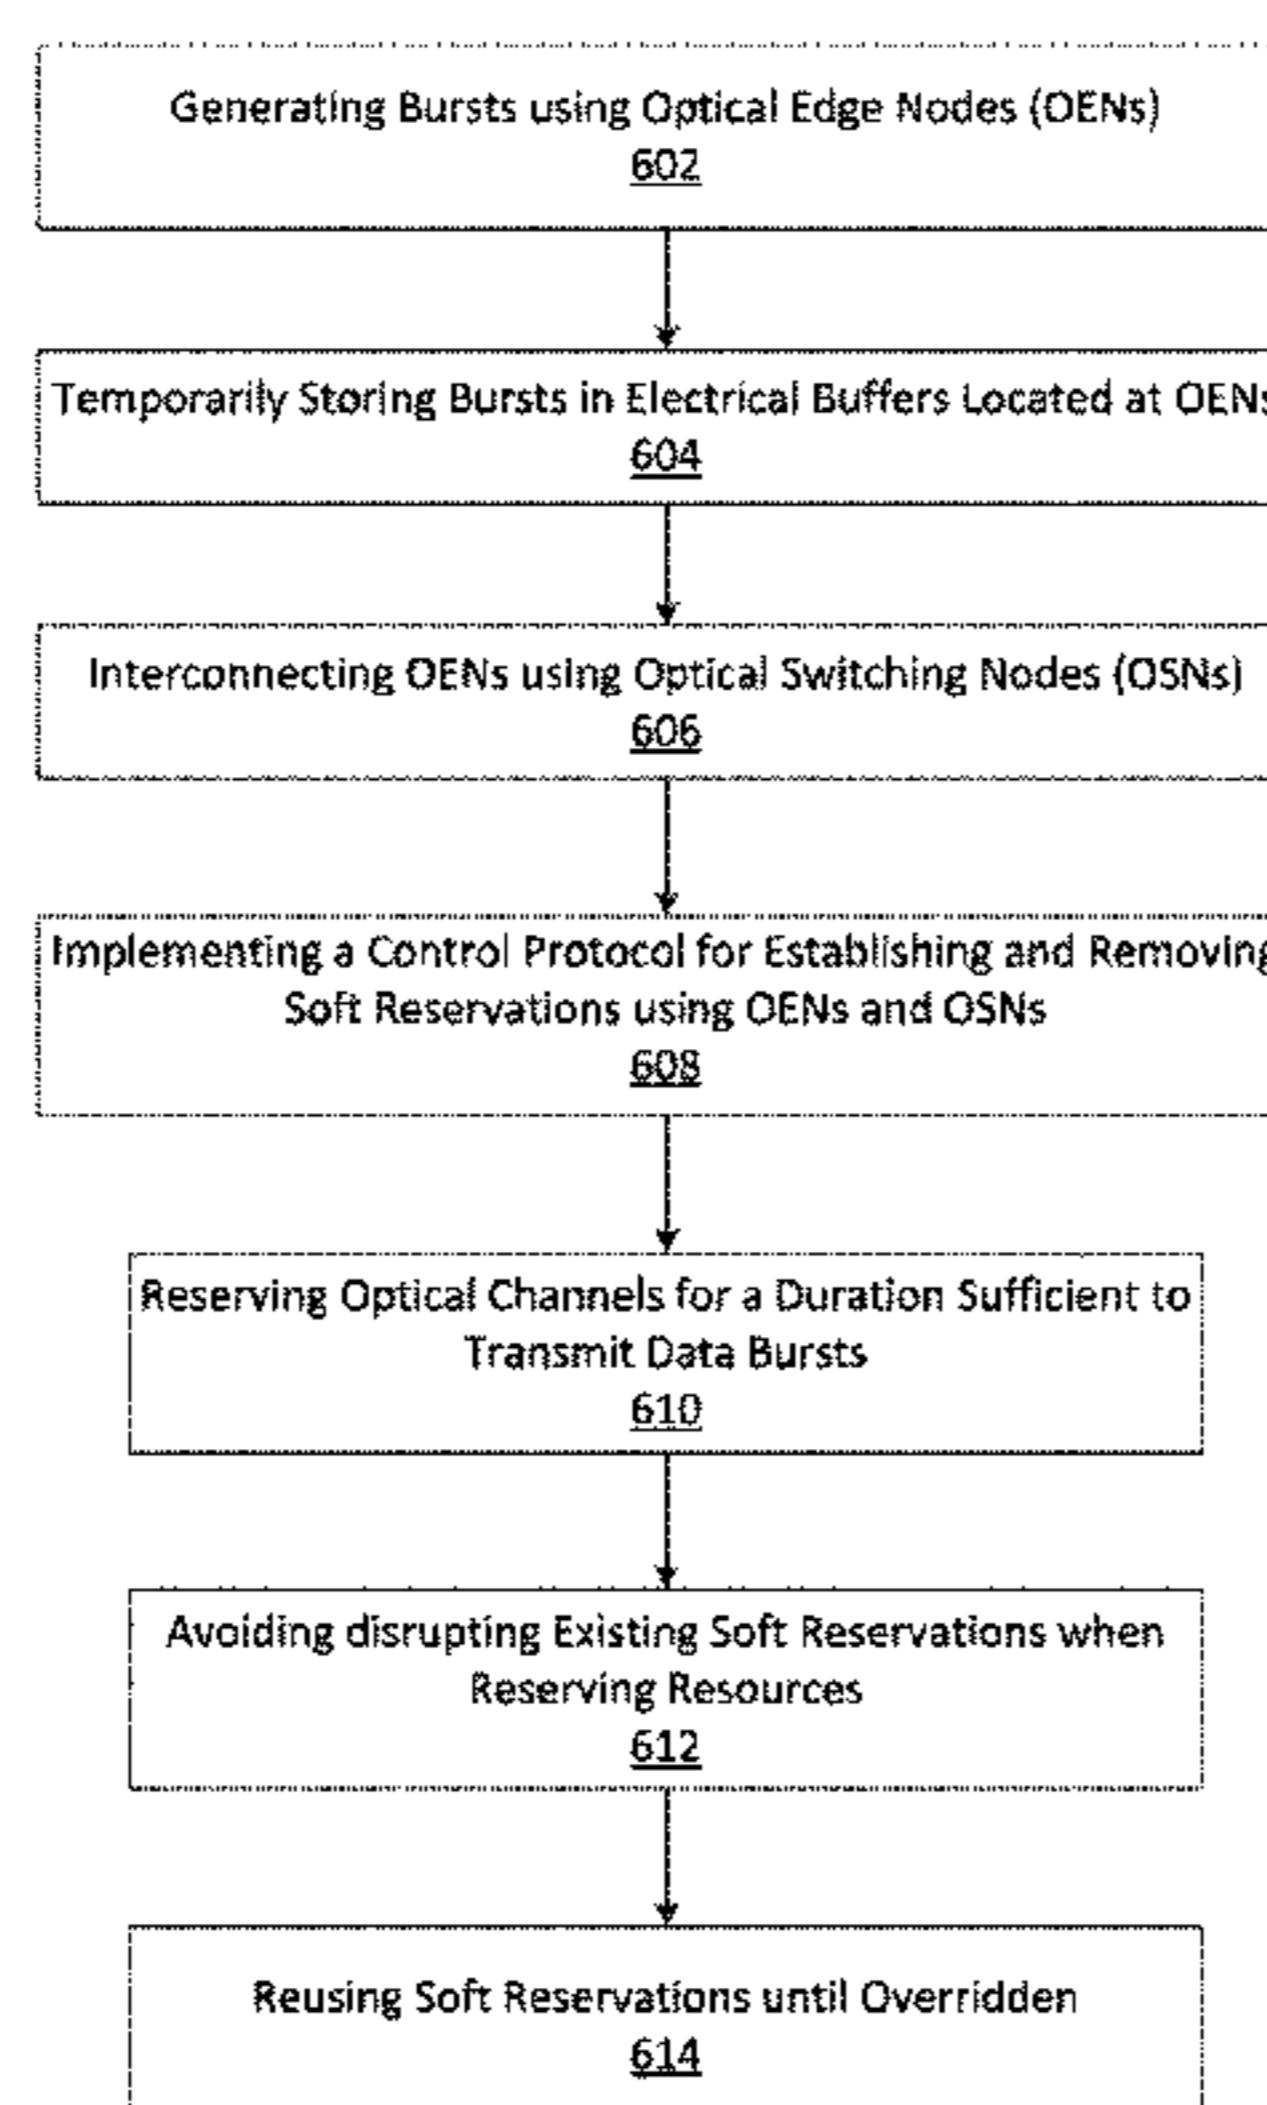 Generating Bursts using Optical Edge Nodes (OENs)
602
Temporarily Storing Bursts in Electrical Buffers Located at OENs
604
Interconnecting OENs using Optical Switching Nodes (OSNs)
606
Implementing a Control Protocol for Establishing and Removing
Soft Reservations using OENs and OSNs
608
Reserving Optical Channels for a Duration Sufficient to
Transmit Data Bursts
610
Avoiding disrupting Existing Soft Reservations when
Reserving Resources
612
Reusing Soft Reservations until Overridden
614